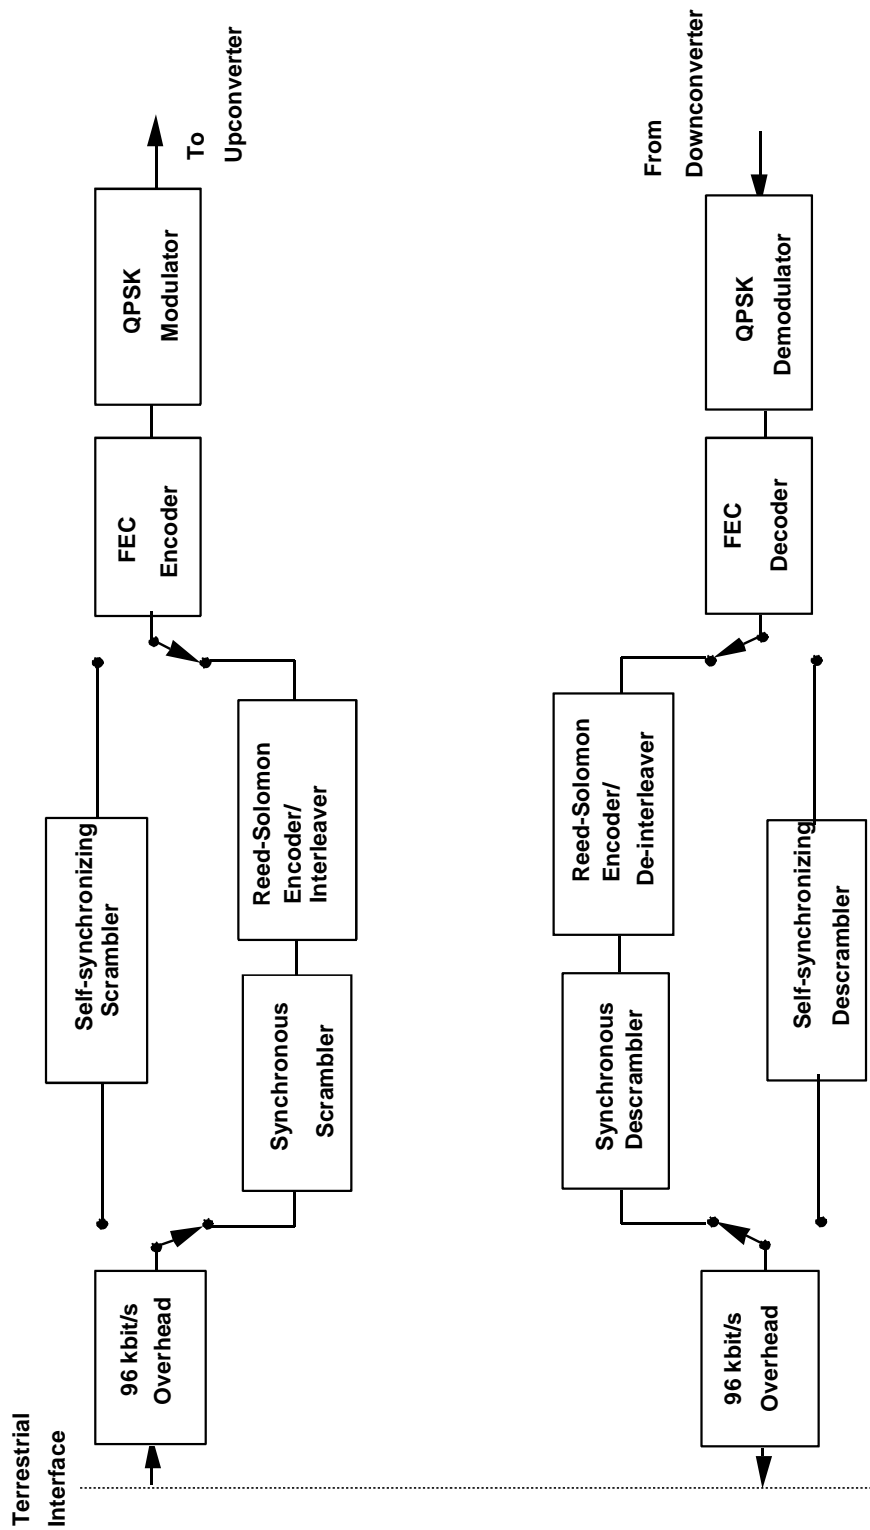 Terrestrial
Interface
96 kbit/s
Overhead
Self-synchronizing
Scrambler
Synchronous
Scrambler
Reed-Solomon
Encoder/
Interleaver
FEC
Encoder
QPSK
Modulator
To
Upconverter
96 kbit/s
Overhead
Synchronous
Descrambler
Reed-Solomon
Encoder/
De-interleaver
Self-synchronizing
Descrambler
FEC
Decoder
QPSK
Demodulator
From
Downconverter